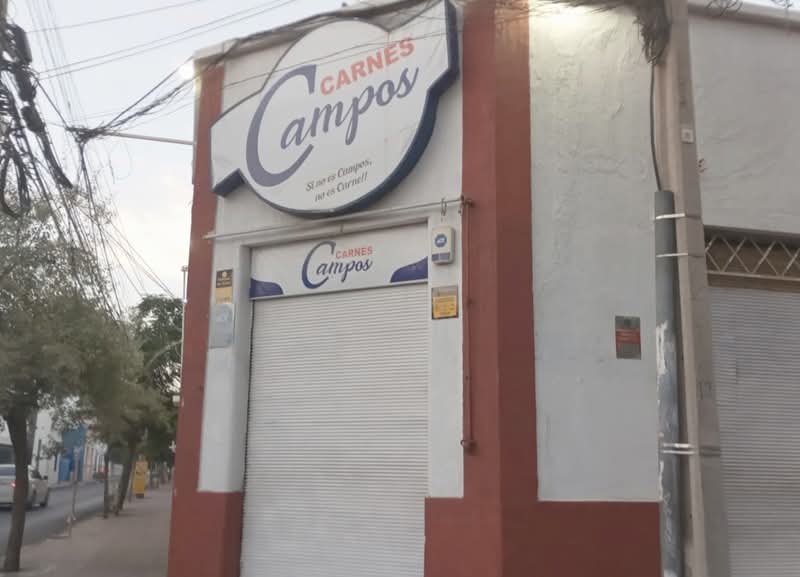 CARNES
Campos
Si no es Campos,
no es Carne!!
CARNES
Campos